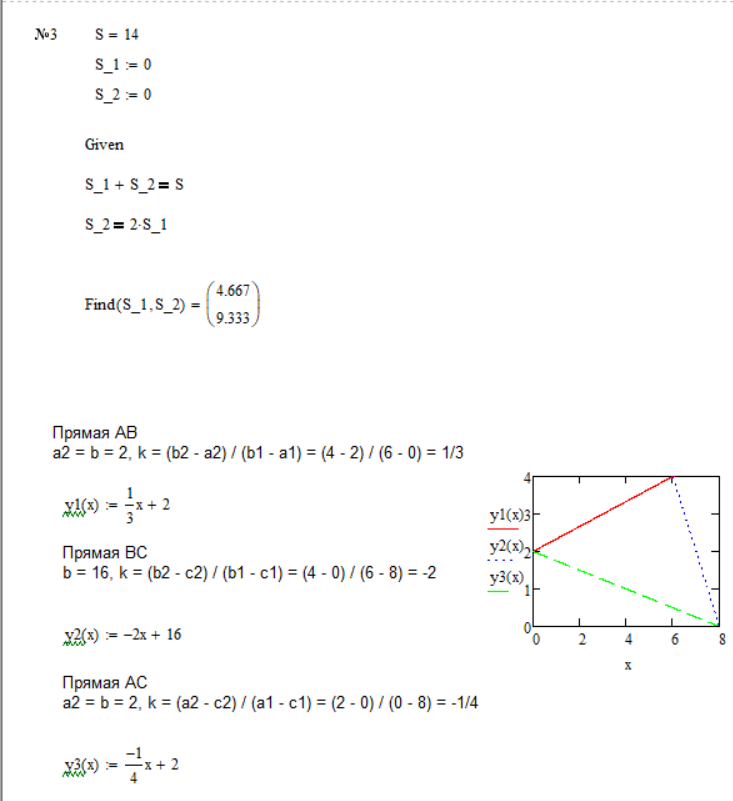 №3 S = 14
S_1 := 0
S_2 := 0
Given
S_1 + S_2 = S
S_2 = 2·S_1
Find(S_1,S_2) = (4.667
9.333)
Прямая AB
a2 = b = 2, k = (b2 - a2) / (b1 - a1) = (4 - 2) / (6 - 0) = 1/3
y1(x) := 1/3 x + 2
Прямая BC
b = 16, k = (b2 - c2) / (b1 - c1) = (4 - 0) / (6 - 8) = -2
y2(x) := −2x + 16
Прямая AC
a2 = b = 2, k = (a2 - c2) / (a1 - c1) = (2 - 0) / (0 - 8) = -1/4
y3(x) := −1/4 x + 2
4
y1(x) 3
y2(x) 2
y3(x) 1
0
0 2 4 6 8
x